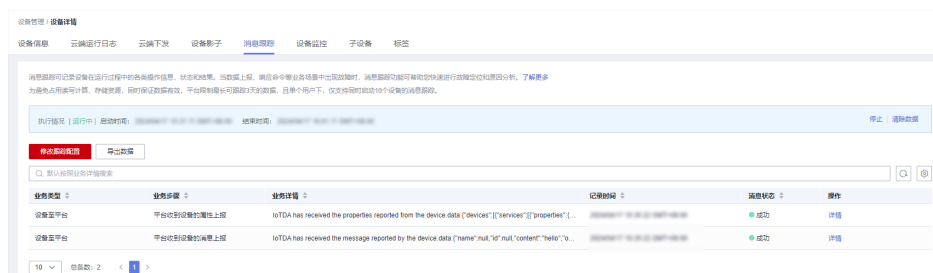 设备管理 / 设备详情
设备信息 云端运行日志 云端下发 设备影子 消息跟踪 设备监控 子设备 标签
消息跟踪可记录设备在运行过程中的各类操作信息、状态和结果。当数据上报、响应命令等业务场景中出现故障时，消息跟踪功能可帮助您快速进行故障定位和原因分析。了解更多
为避免占用读写计算、存储资源，同时保证数据有效，平台限制最长可跟踪3天的数据，且单个用户下，仅支持同时启动10个设备的消息跟踪。
执行情况 [ 运行中 ] 启动时间： 结束时间： 停止 清除数据
修改跟踪配置 导出数据
默认按照业务详情搜索
业务类型 业务步骤 业务详情 记录时间 消息状态 操作
设备至平台 平台收到设备的属性上报 IoTDA has received the properties reported from the device.data:{"devices":[{"services":[{"properties":{... 成功 详情
设备至平台 平台收到设备的消息上报 IoTDA has received the message reported by the device.data:{"name":null,"id":null,"content":"hello","o... 成功 详情
10 总条数: 2 < 1 >